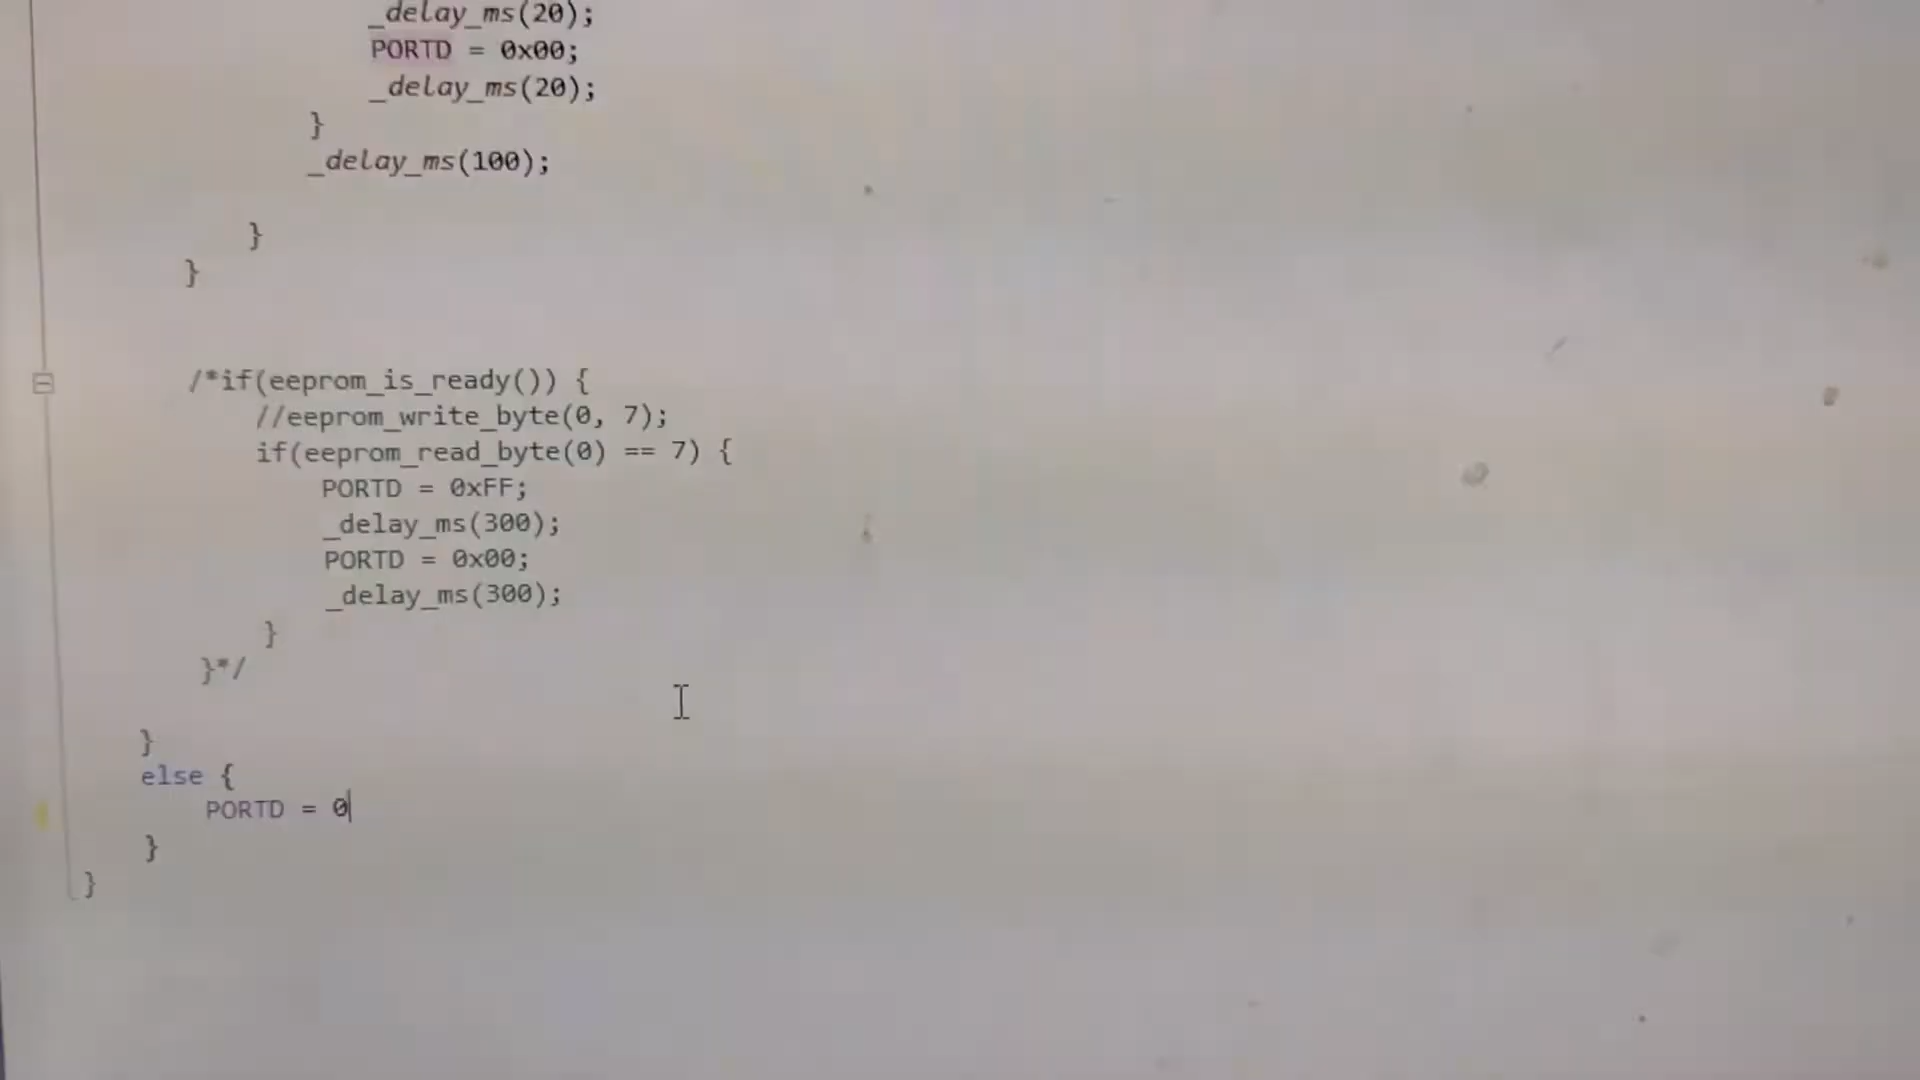 _delay_ms(20);
PORTD = 0x00;
_delay_ms(20);
}
_delay_ms(100);
}
}
/*if(eeprom_is_ready()) {
//eeprom_write_byte(0, 7);
if(eeprom_read_byte(0) == 7) {
PORTD = 0xFF;
_delay_ms(300);
PORTD = 0x00;
_delay_ms(300);
}
}*/
}
else {
PORTD = 0
}
}